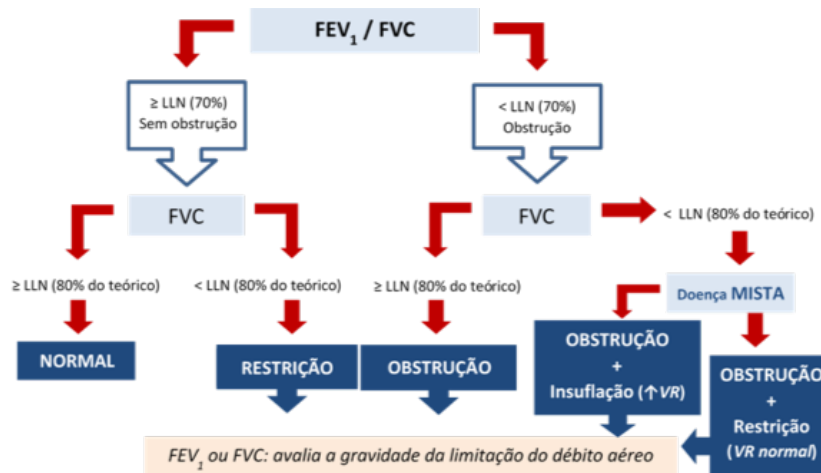 FEV1 / FVC
≥ LLN (70%)
Sem obstrução
< LLN (70%)
Obstrução
FVC
FVC
< LLN (80% do teórico)
≥ LLN (80% do teórico)
< LLN (80% do teórico)
≥ LLN (80% do teórico)
Doença MISTA
NORMAL
RESTRIÇÃO
OBSTRUÇÃO
OBSTRUÇÃO
+
Insuflação (↑VR)
OBSTRUÇÃO
+
Restrição
(VR normal)
FEV1 ou FVC: avalia a gravidade da limitação do débito aéreo